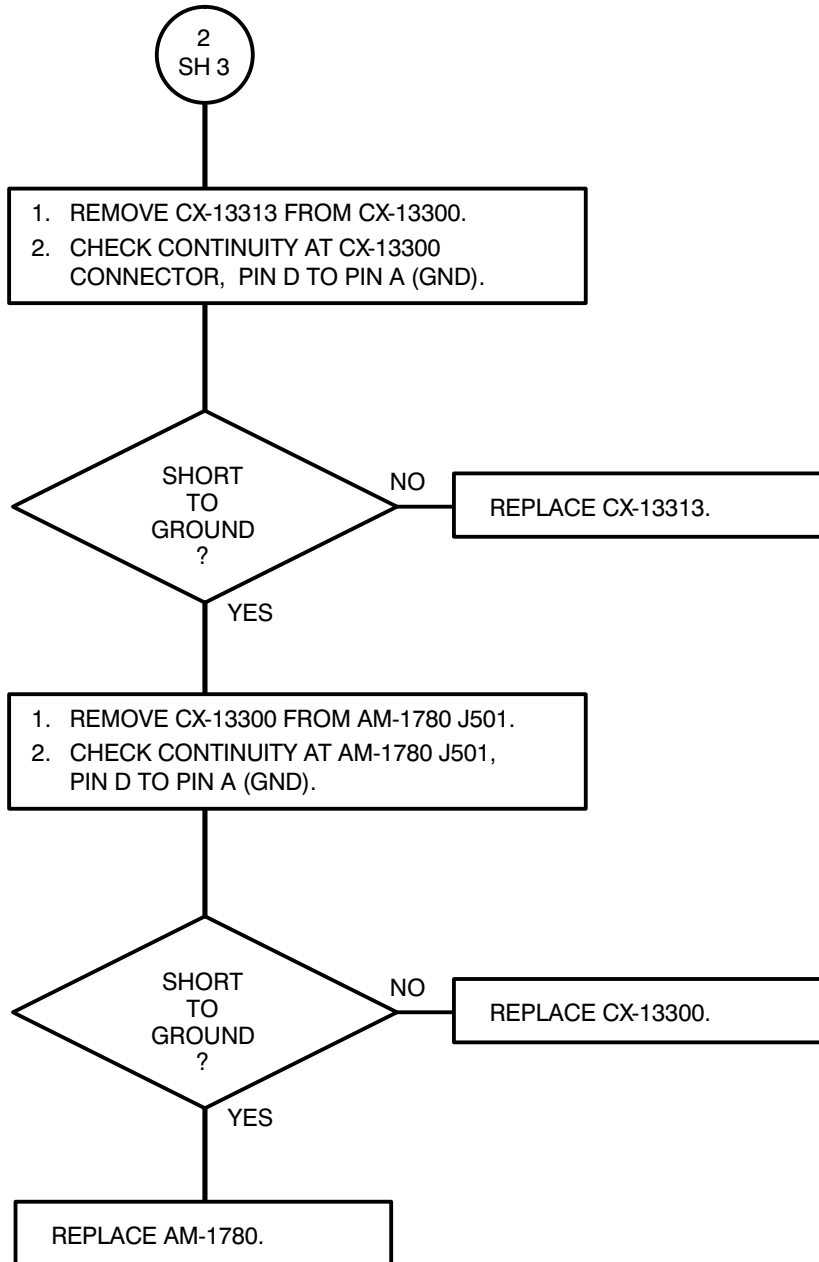 2
SH 3
1. REMOVE CX-13313 FROM CX-13300.
2. CHECK CONTINUITY AT CX-13300
CONNECTOR, PIN D TO PIN A (GND).
SHORT
TO
GROUND
?
NO
REPLACE CX-13313.
YES
1. REMOVE CX-13300 FROM AM-1780 J501.
2. CHECK CONTINUITY AT AM-1780 J501,
PIN D TO PIN A (GND).
SHORT
TO
GROUND
?
NO
REPLACE CX-13300.
YES
REPLACE AM-1780.